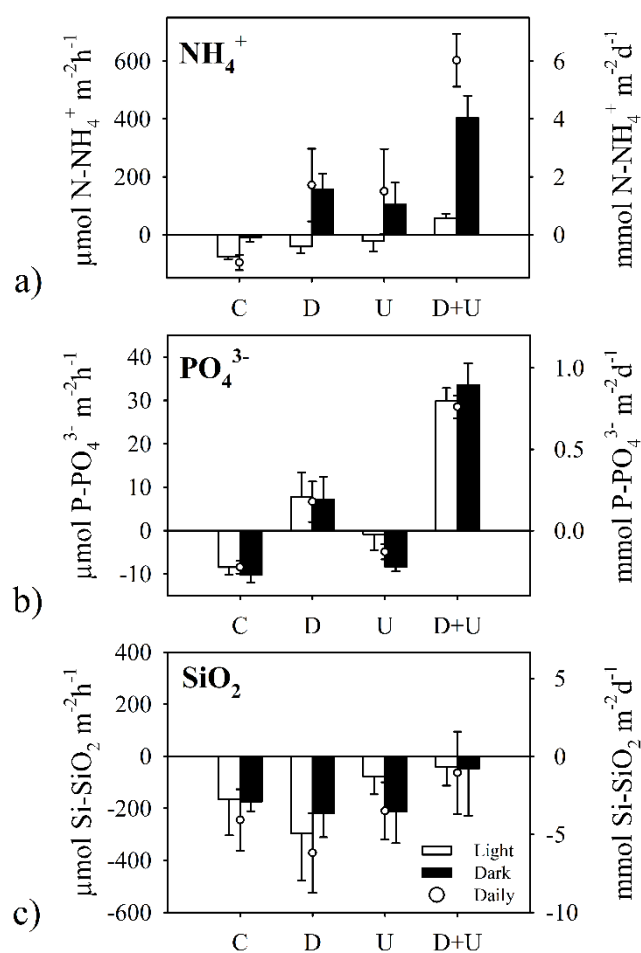 NH₄⁺
μmol N-NH₄⁺ m⁻²h⁻¹
600
400
200
0
mmol N-NH₄⁺ m⁻²d⁻¹
6
4
2
0
a)
C D U D+U
PO₄³⁻
μmol P-PO₄³⁻ m⁻²h⁻¹
40
30
20
10
0
-10
mmol P-PO₄³⁻ m⁻²d⁻¹
1.0
0.5
0.0
b)
C D U D+U
SiO₂
μmol Si-SiO₂ m⁻²h⁻¹
400
200
0
-200
-400
-600
mmol Si-SiO₂ m⁻²d⁻¹
5
0
-5
-10
Light
Dark
Daily
c)
C D U D+U